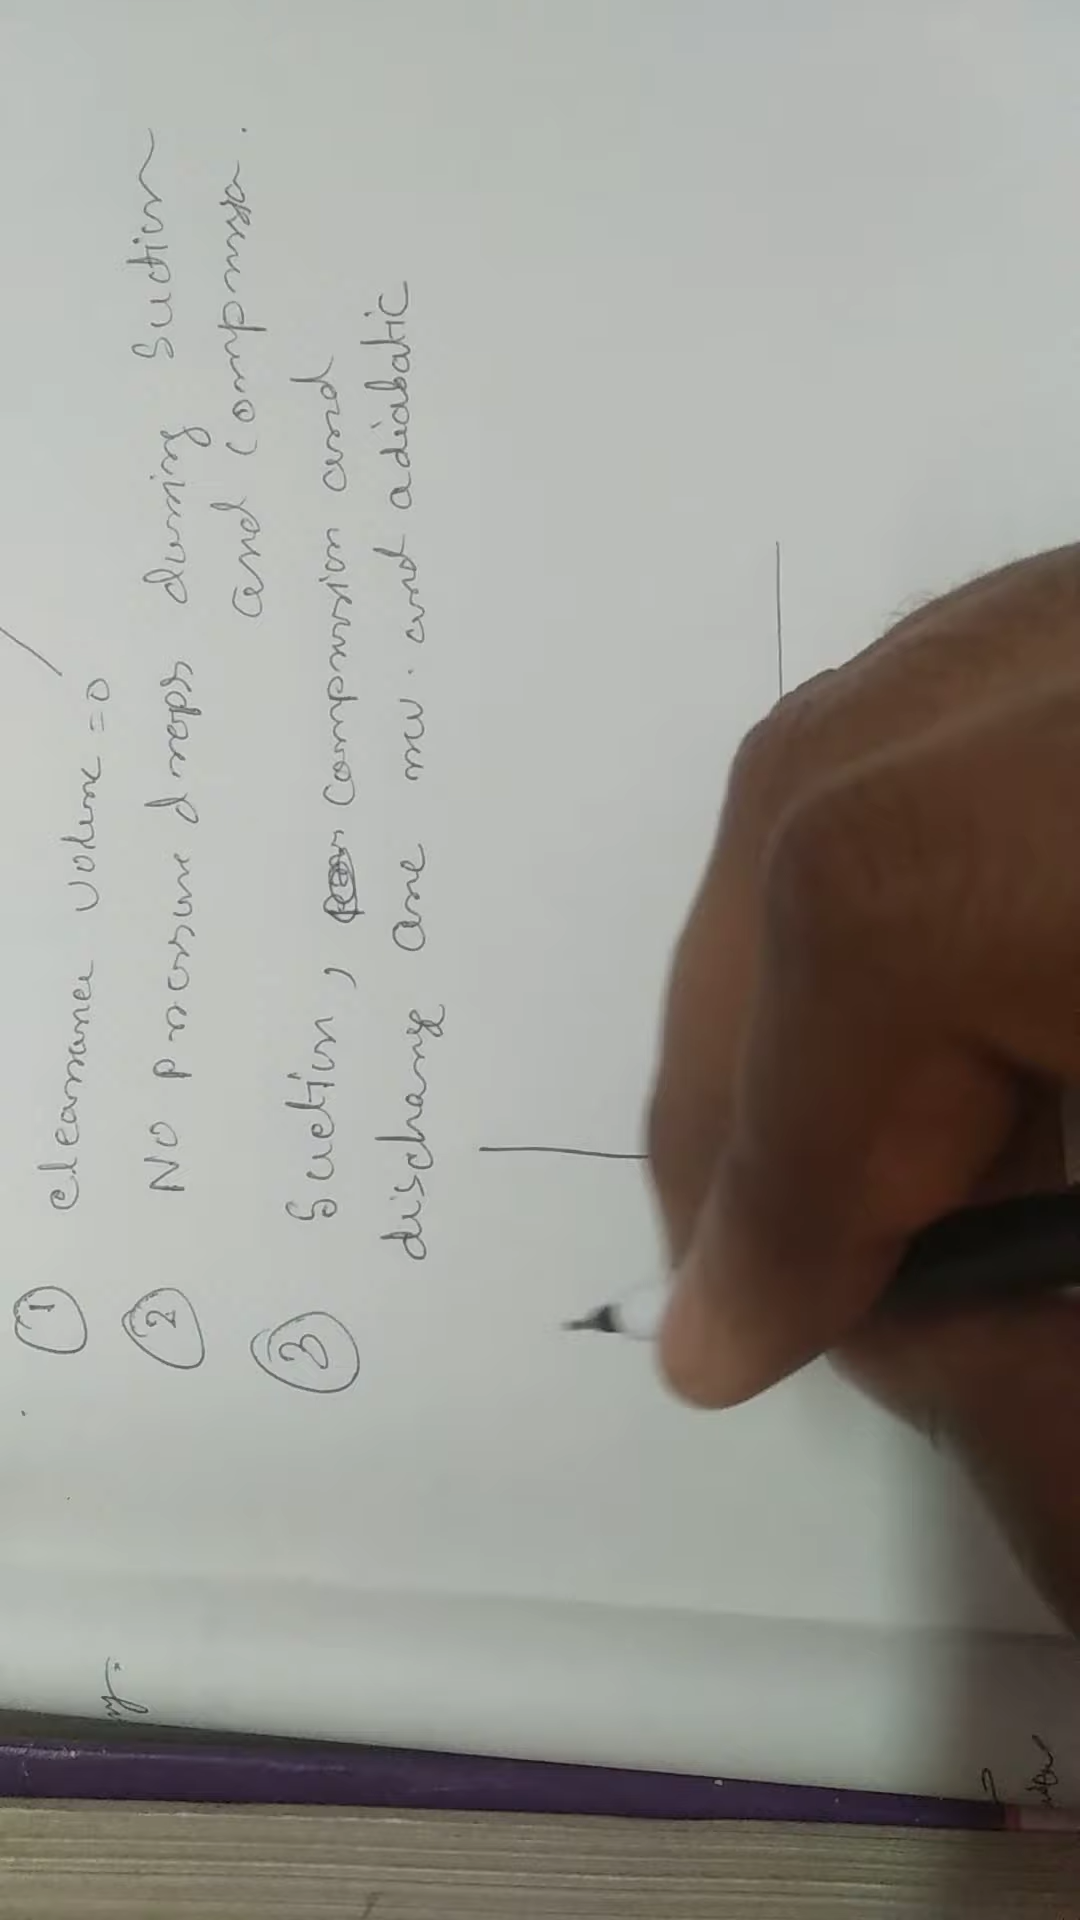 ① Clearance volume = 0
② NO pressure drops during Suction
and compression.
③ Suction, compression and
discharge are rev. and adiabatic